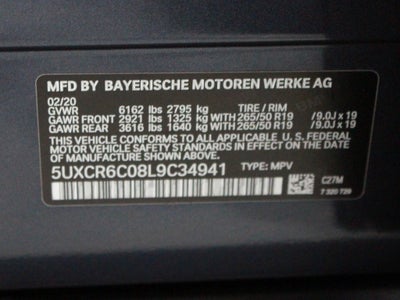 MFD BY BAYERISCHE MOTOREN WERKE AG
02/20
GVWR 6162 lbs 2795 kg TIRE / RIM
GAWR FRONT 2921 lbs 1325 kg WITH 265/50 R19 /9.0J x 19
GAWR REAR 3616 lbs 1640 kg WITH 265/50 R19 /9.0J x 19
THIS VEHICLE CONFORMS TO ALL APPLICABLE U.S. FEDERAL
MOTOR VEHICLE SAFETY STANDARDS IN EFFECT ON THE
DATE OF MANUFACTURE SHOWN ABOVE.
5UXCR6C08L9C34941 TYPE: MPV
C27M
7 320 729